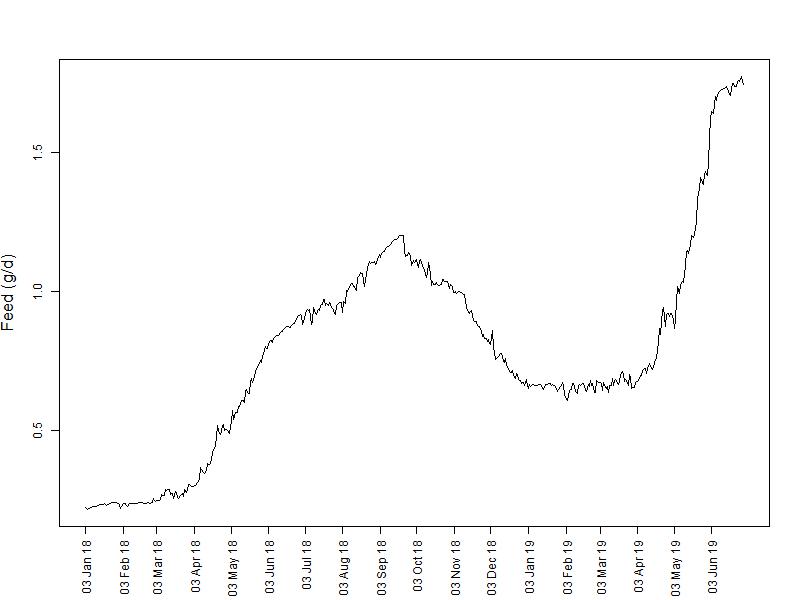 Feed (g/d)
1.5
1.0
0.5
03 Jan 18
03 Feb 18
03 Mar 18
03 Apr 18
03 May 18
03 Jun 18
03 Jul 18
03 Aug 18
03 Sep 18
03 Oct 18
03 Nov 18
03 Dec 18
03 Jan 19
03 Feb 19
03 Mar 19
03 Apr 19
03 May 19
03 Jun 19